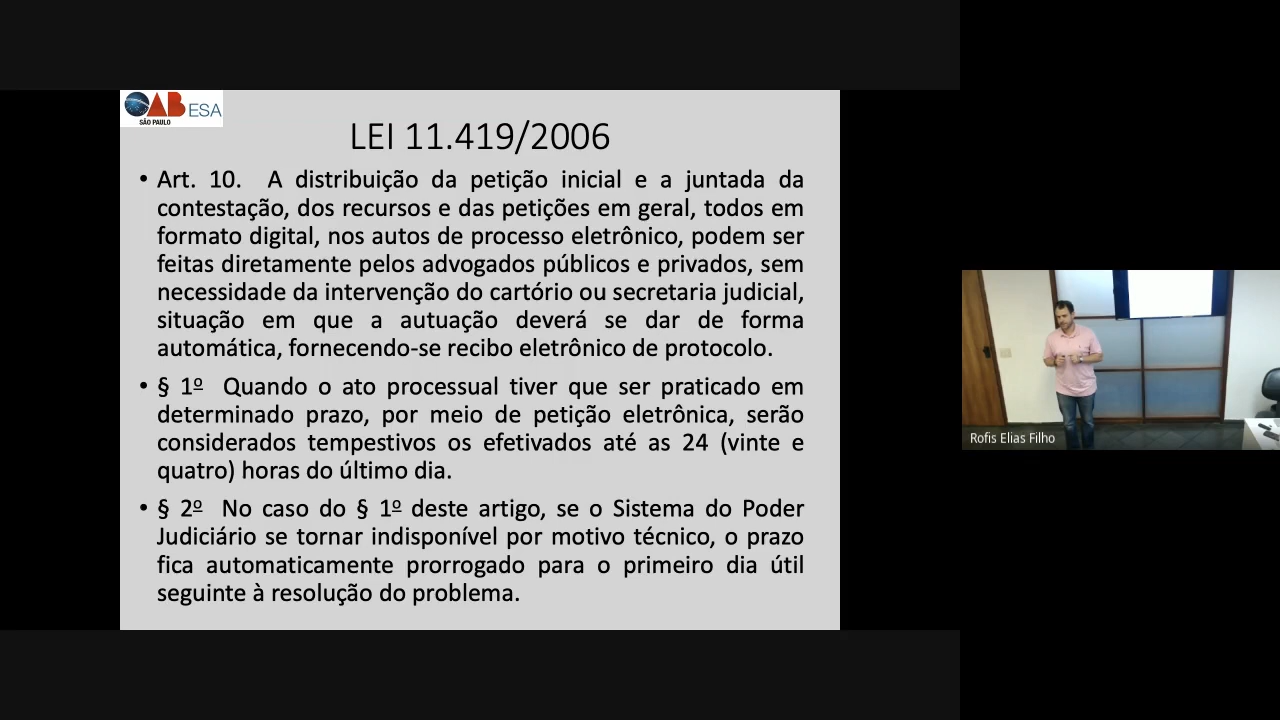 OAB ESA
SÃO PAULO
LEI 11.419/2006
• Art. 10. A distribuição da petição inicial e a juntada da
contestação, dos recursos e das petições em geral, todos em
formato digital, nos autos de processo eletrônico, podem ser
feitas diretamente pelos advogados públicos e privados, sem
necessidade da intervenção do cartório ou secretaria judicial,
situação em que a autuação deverá se dar de forma
automática, fornecendo-se recibo eletrônico de protocolo.
• § 1º Quando o ato processual tiver que ser praticado em
determinado prazo, por meio de petição eletrônica, serão
considerados tempestivos os efetivados até as 24 (vinte e
quatro) horas do último dia.
• § 2º No caso do § 1º deste artigo, se o Sistema do Poder
Judiciário se tornar indisponível por motivo técnico, o prazo
fica automaticamente prorrogado para o primeiro dia útil
seguinte à resolução do problema.
Rofis Elias Filho